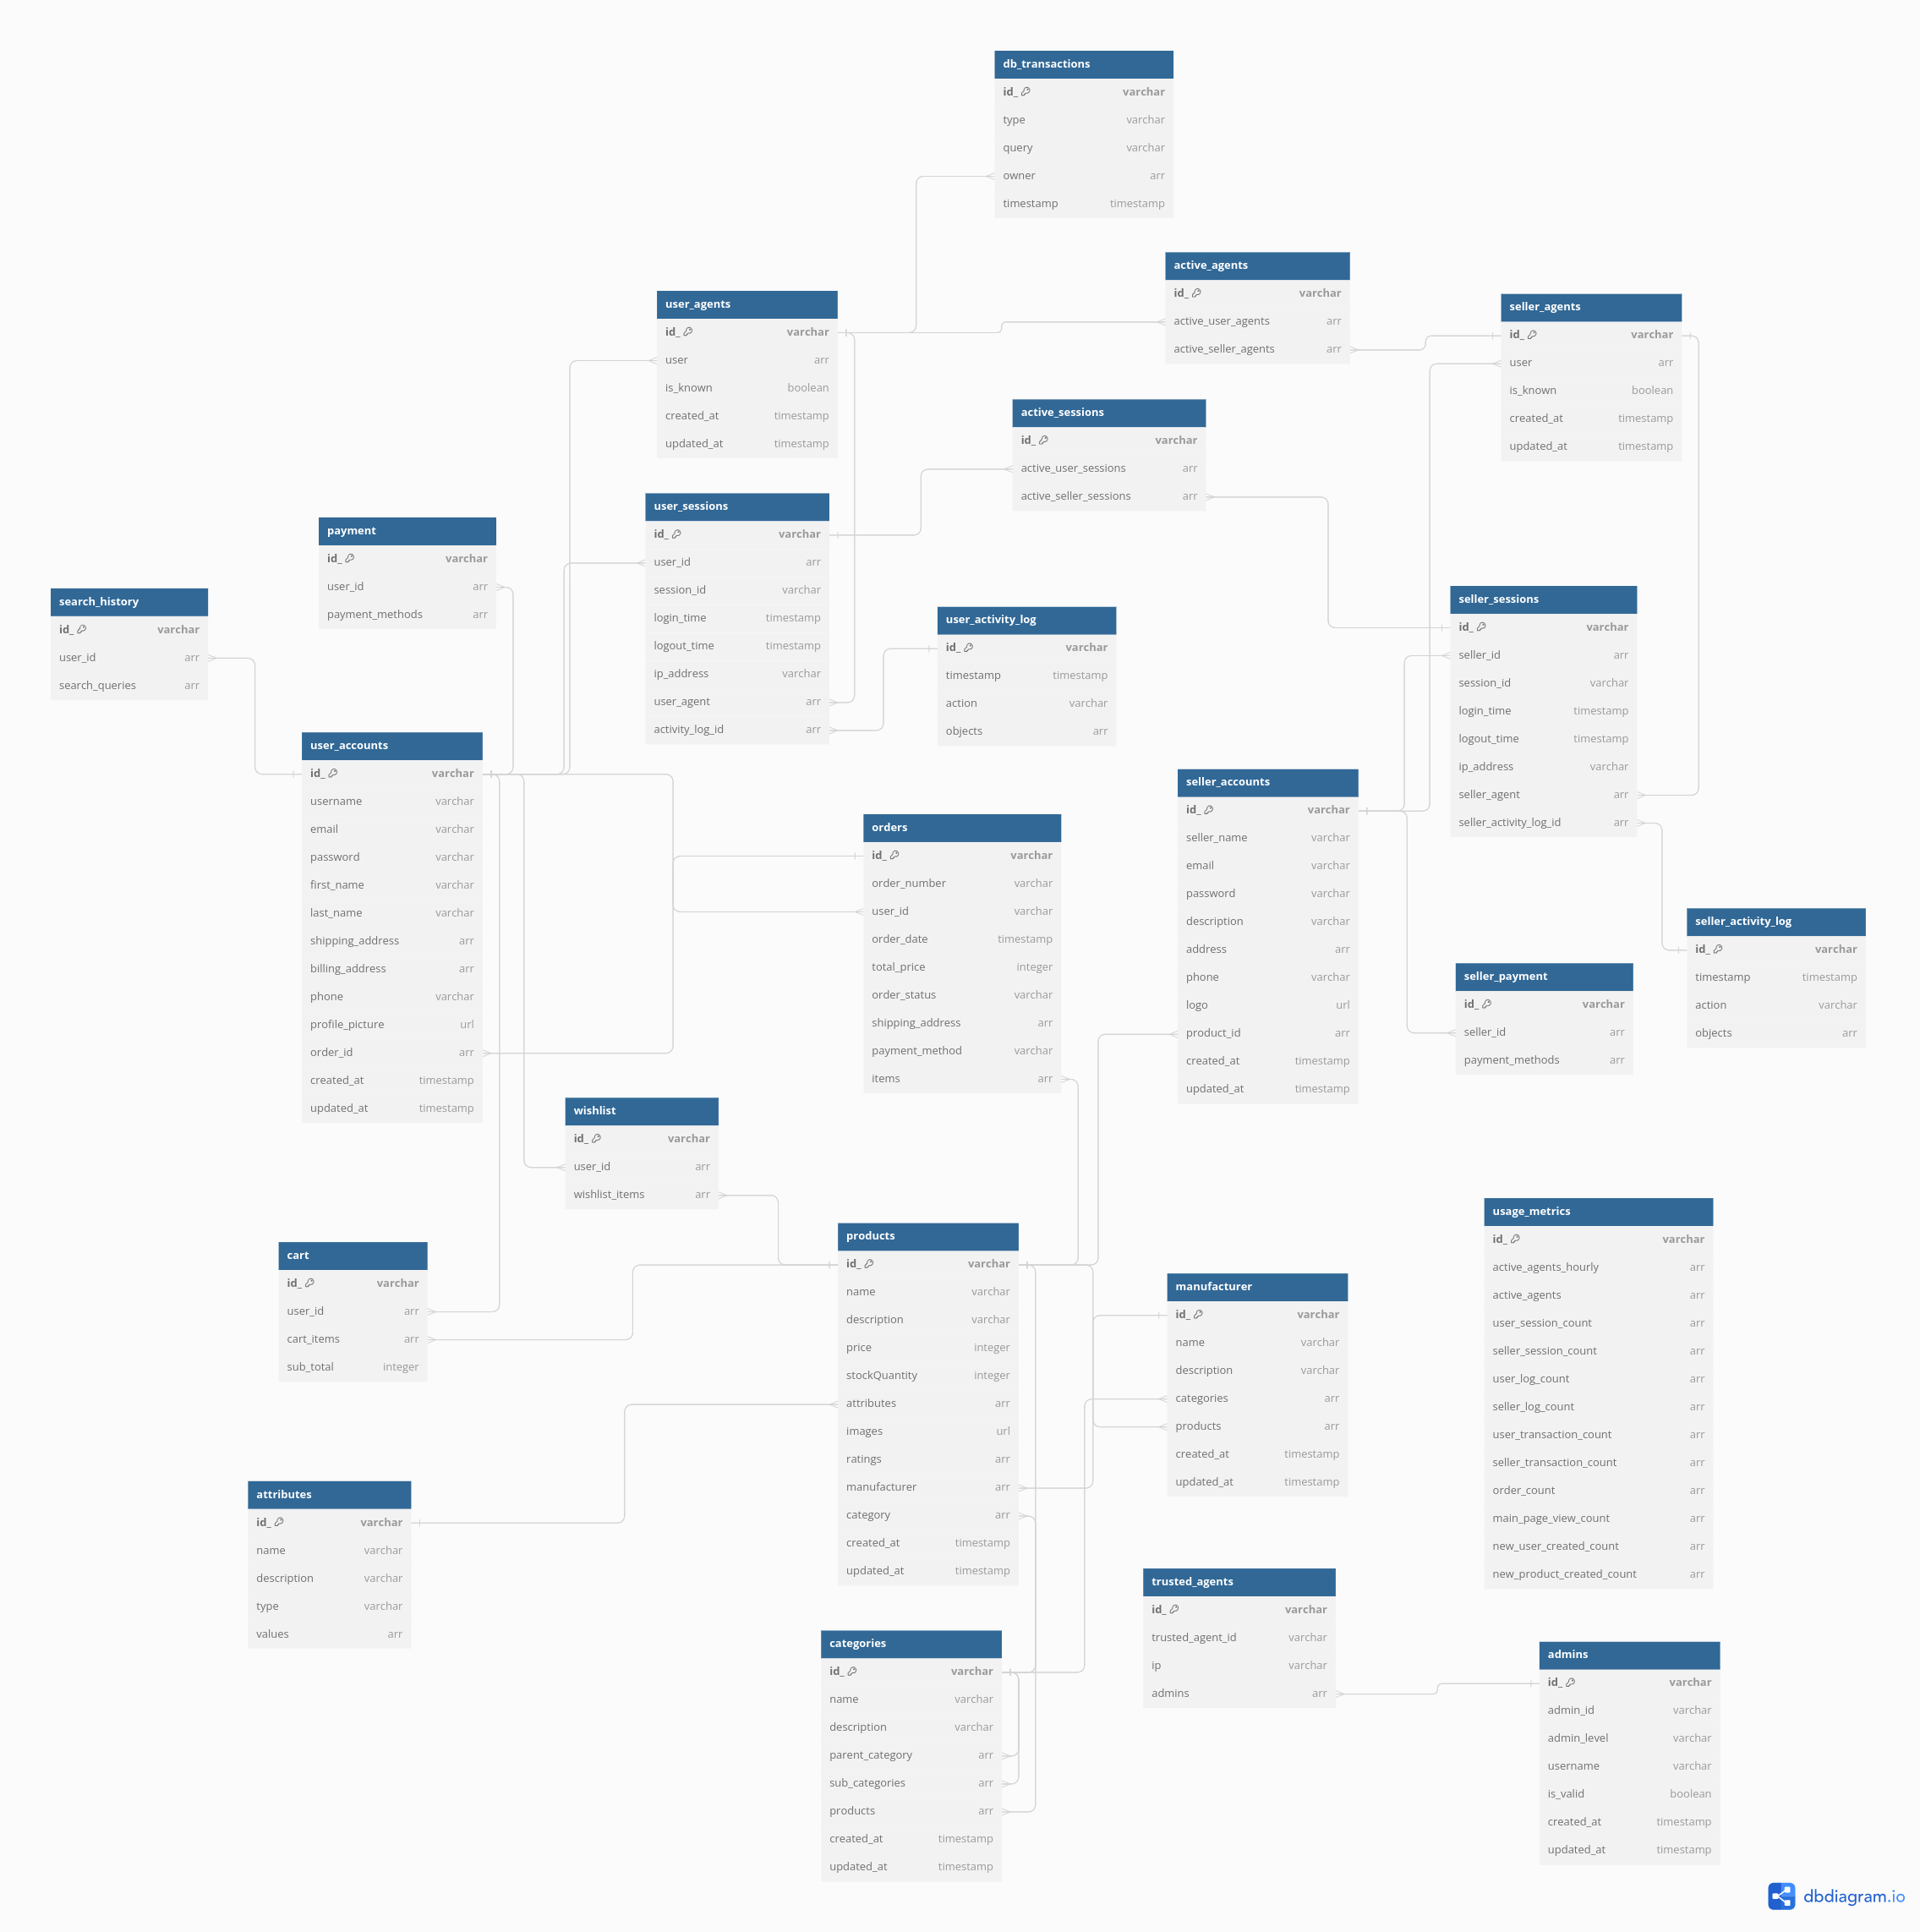 db_transactions
id_ varchar
type varchar
query varchar
owner arr
timestamp timestamp
active_agents
id_ varchar
active_user_agents arr
active_seller_agents arr
user_agents
id_ varchar
user arr
is_known boolean
created_at timestamp
updated_at timestamp
seller_agents
id_ varchar
user arr
is_known boolean
created_at timestamp
updated_at timestamp
active_sessions
id_ varchar
active_user_sessions arr
active_seller_sessions arr
user_sessions
id_ varchar
user_id arr
session_id varchar
login_time timestamp
logout_time timestamp
ip_address varchar
user_agent arr
activity_log_id arr
payment
id_ varchar
user_id arr
payment_methods arr
search_history
id_ varchar
user_id arr
search_queries arr
user_activity_log
id_ varchar
timestamp timestamp
action varchar
objects arr
seller_sessions
id_ varchar
seller_id arr
session_id varchar
login_time timestamp
logout_time timestamp
ip_address varchar
seller_agent arr
seller_activity_log_id arr
user_accounts
id_ varchar
username varchar
email varchar
password varchar
first_name varchar
last_name varchar
shipping_address arr
billing_address arr
phone varchar
profile_picture url
order_id arr
created_at timestamp
updated_at timestamp
orders
id_ varchar
order_number varchar
user_id varchar
order_date timestamp
total_price integer
order_status varchar
shipping_address arr
payment_method varchar
items arr
seller_accounts
id_ varchar
seller_name varchar
email varchar
password varchar
description varchar
address arr
phone varchar
logo url
product_id arr
created_at timestamp
updated_at timestamp
seller_activity_log
id_ varchar
timestamp timestamp
action varchar
objects arr
seller_payment
id_ varchar
seller_id arr
payment_methods arr
wishlist
id_ varchar
user_id arr
wishlist_items arr
cart
id_ varchar
user_id arr
cart_items arr
sub_total integer
products
id_ varchar
name varchar
description varchar
price integer
stockQuantity integer
attributes arr
images url
ratings arr
manufacturer arr
category arr
created_at timestamp
updated_at timestamp
manufacturer
id_ varchar
name varchar
description varchar
categories arr
products arr
created_at timestamp
updated_at timestamp
usage_metrics
id_ varchar
active_agents_hourly arr
active_agents arr
user_session_count arr
seller_session_count arr
user_log_count arr
seller_log_count arr
user_transaction_count arr
seller_transaction_count arr
order_count arr
main_page_view_count arr
new_user_created_count arr
new_product_created_count arr
attributes
id_ varchar
name varchar
description varchar
type varchar
values arr
trusted_agents
id_ varchar
trusted_agent_id varchar
ip varchar
admins arr
categories
id_ varchar
name varchar
description varchar
parent_category arr
sub_categories arr
products arr
created_at timestamp
updated_at timestamp
admins
id_ varchar
admin_id varchar
admin_level varchar
username varchar
is_valid boolean
created_at timestamp
updated_at timestamp
dbdiagram.io